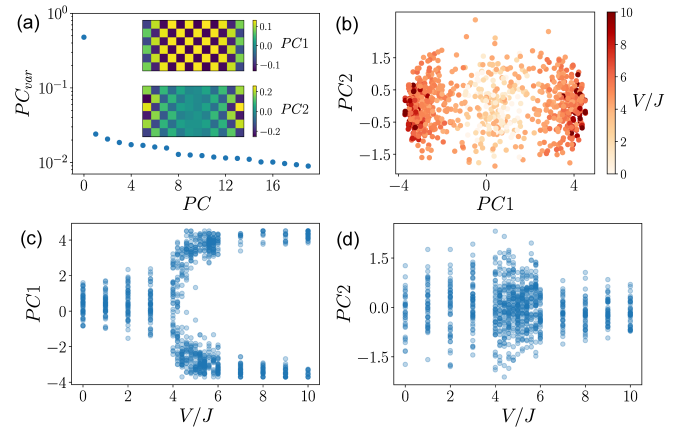 (a)
10⁰
10⁻¹
10⁻²
PC_var
0 4 8 12 16
PC
0.1
0.0
−0.1
PC1
0.2
0.0
−0.2
PC2
(b)
1.5
0.5
−0.5
−1.5
PC2
−4 0 4
PC1
10
8
6
4
2
0
V/J
(c)
4
2
0
−2
−4
PC1
0 2 4 6 8 10
V/J
(d)
1.5
0.0
−1.5
PC2
0 2 4 6 8 10
V/J